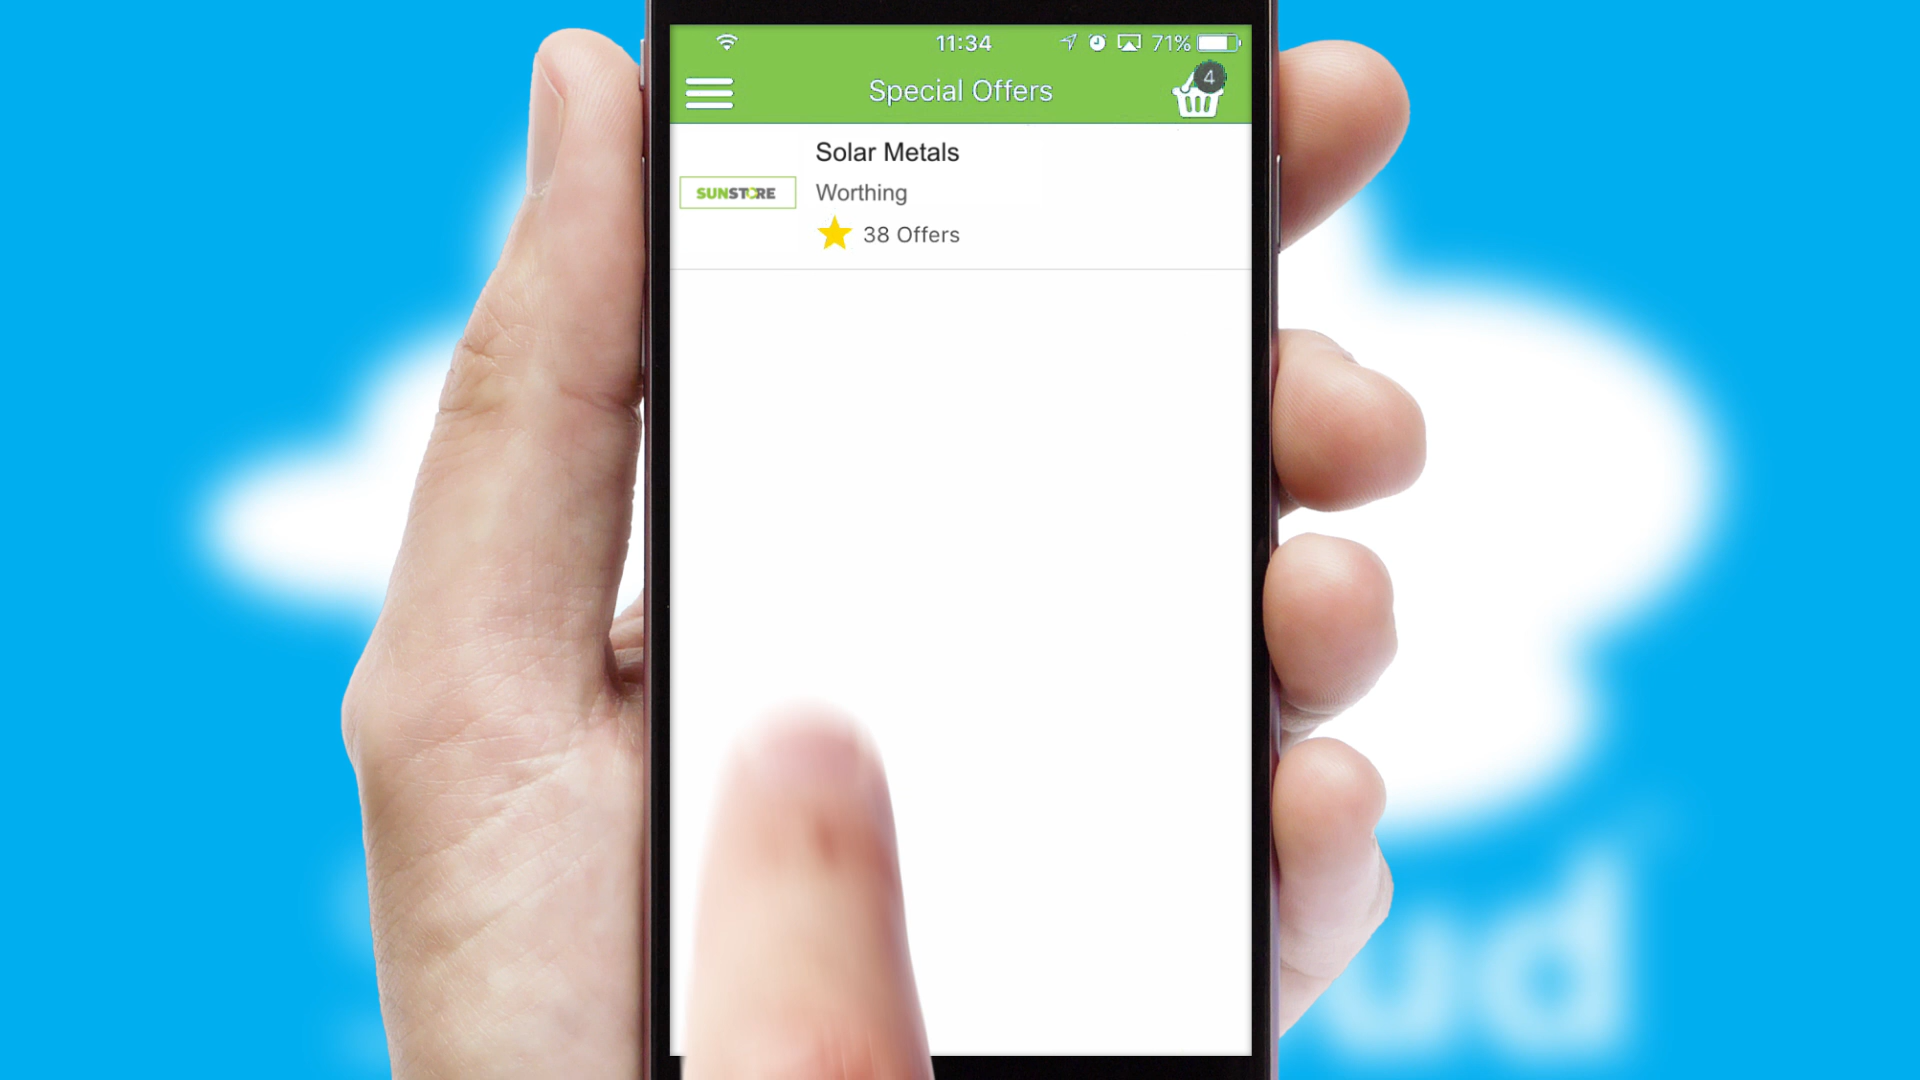 11:34
71%
Special Offers
4
Solar Metals
SUNSTORE
Worthing
38 Offers